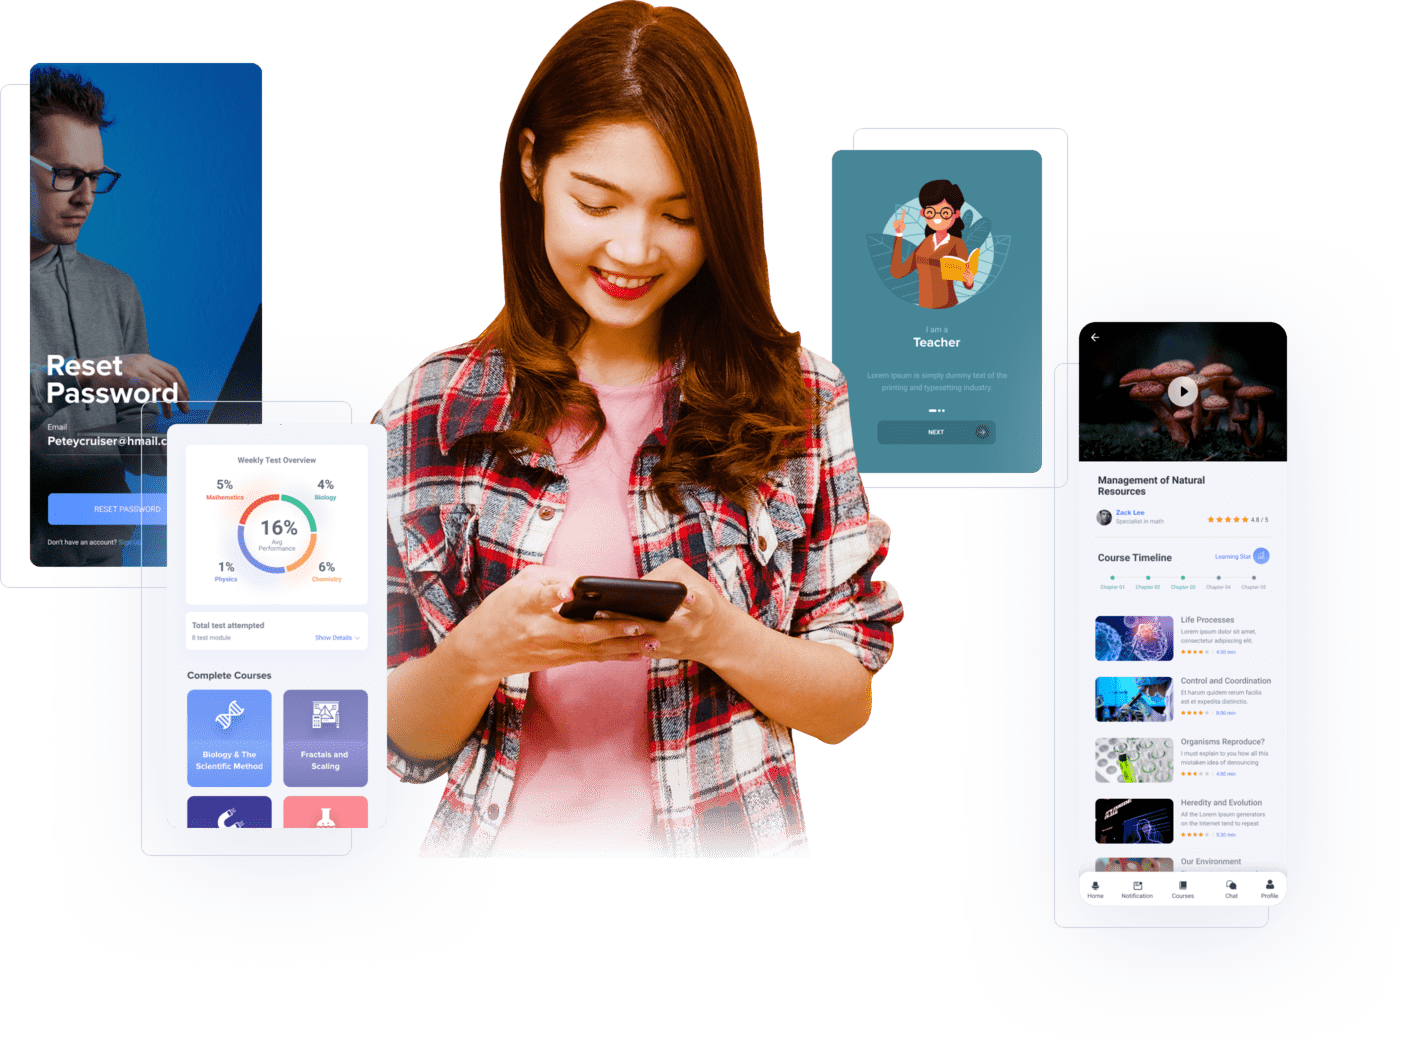 Reset
Password
Email
Peteycruiser@hmail.c
RESET PASSWORD
Don't have an account? Sign
Weekly Test Overview
5%
Mathematics
4%
Biology
16%
Avg
Performance
1%
Physics
6%
Chemistry
Total test attempted
8 test module
Show Details
Complete Courses
Biology & The
Scientific Method
Fractals and
Scaling
I am a
Teacher
Lorem Ipsum is simply dummy text of the
printing and typesetting industry
NEXT
Management of Natural
Resources
Zack Lee
Specialist in math
4.8 / 5
Course Timeline
Learning Star
Chapter 01
Chapter 02
Chapter 03
Chapter 04
Chapter 05
Life Processes
Lorem ipsum dolor sit amet,
consectetur adipiscing elit.
4:30 min
Control and Coordination
Et harum quidem rerum facilis
est et expedita distinctio.
8:30 min
Organisms Reproduce?
I must explain to you how all this
mistaken idea of denouncing
4:00 min
Heredity and Evolution
All the Lorem Ipsum generators
on the Internet tend to repeat
5:30 min
Our Environment
Home
Notification
Courses
Chat
Profile